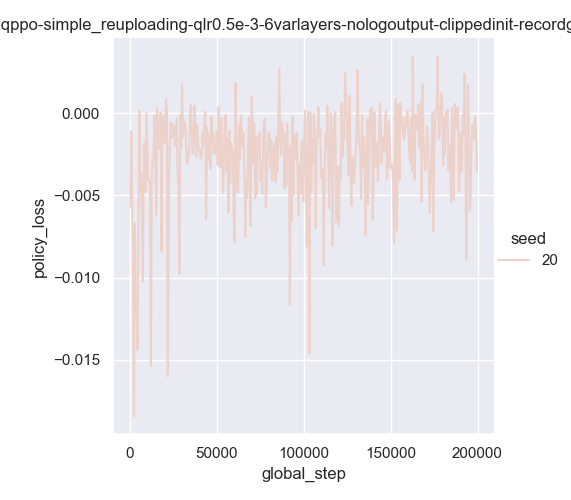 qppo-simple_reuploading-qlr0.5e-3-6varlayers-nologoutput-clippedinit-recordg
0.000
-0.005
-0.010
-0.015
policy_loss
0 50000 100000 150000 200000
global_step
seed
20